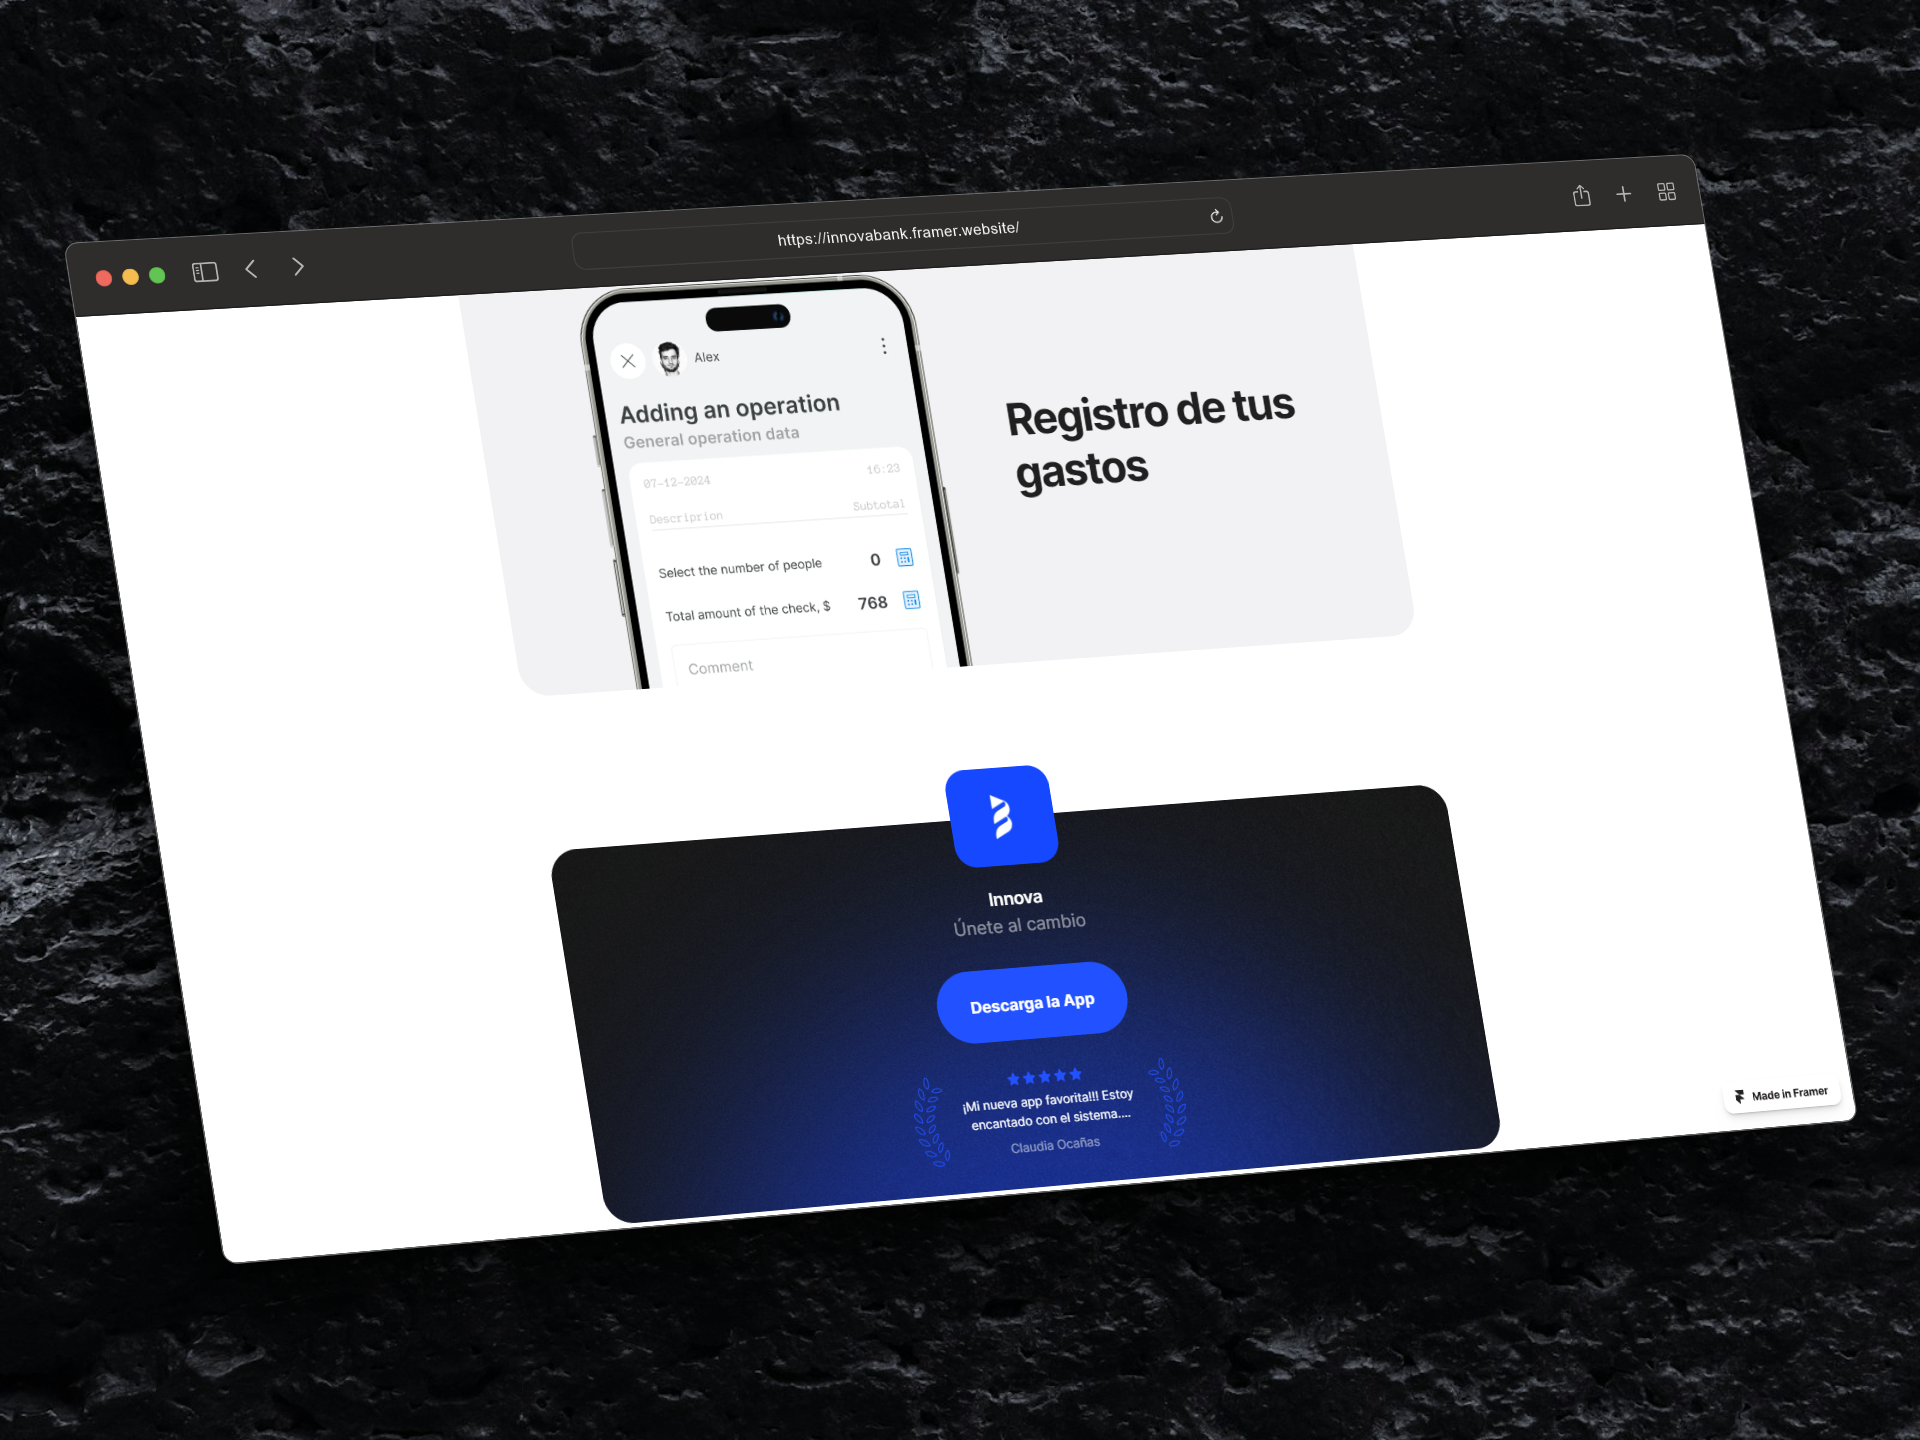 https://innovabank.framer.website/
Alex
Adding an operation
General operation data
07-12-2024 16:23
Descriprion Subtotal
Select the number of people 0
Total amount of the check, $ 768
Comment
Registro de tus
gastos
Innova
Únete al cambio
Descarga la App
¡Mi nueva app favorita!!! Estoy
encantado con el sistema....
Claudia Ocañas
Made in Framer